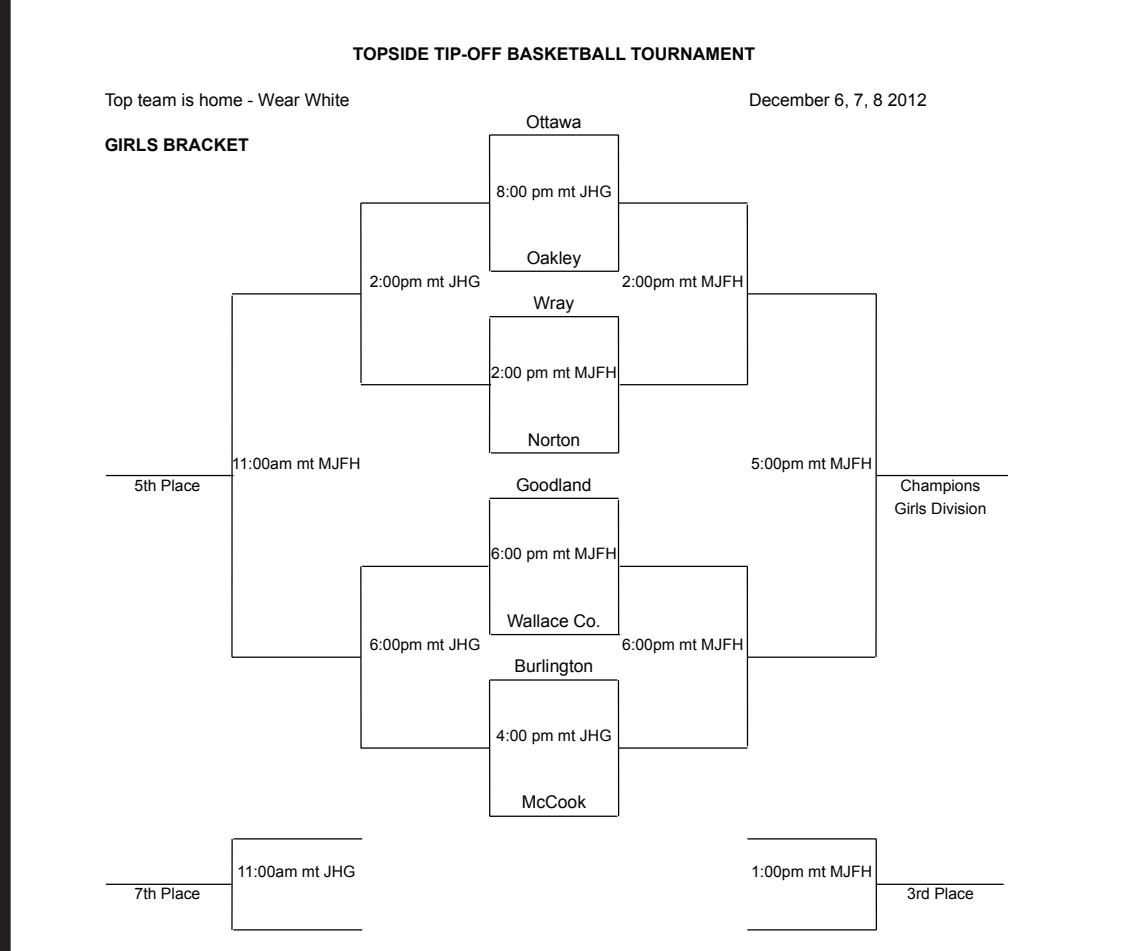 TOPSIDE TIP-OFF BASKETBALL TOURNAMENT
Top team is home - Wear White
December 6, 7, 8 2012
Ottawa
GIRLS BRACKET
8:00 pm mt JHG
Oakley
2:00pm mt JHG
2:00pm mt MJFH
Wray
2:00 pm mt MJFH
Norton
11:00am mt MJFH
5:00pm mt MJFH
5th Place
Goodland
Champions
Girls Division
6:00 pm mt MJFH
Wallace Co.
6:00pm mt JHG
6:00pm mt MJFH
Burlington
4:00 pm mt JHG
McCook
11:00am mt JHG
1:00pm mt MJFH
7th Place
3rd Place